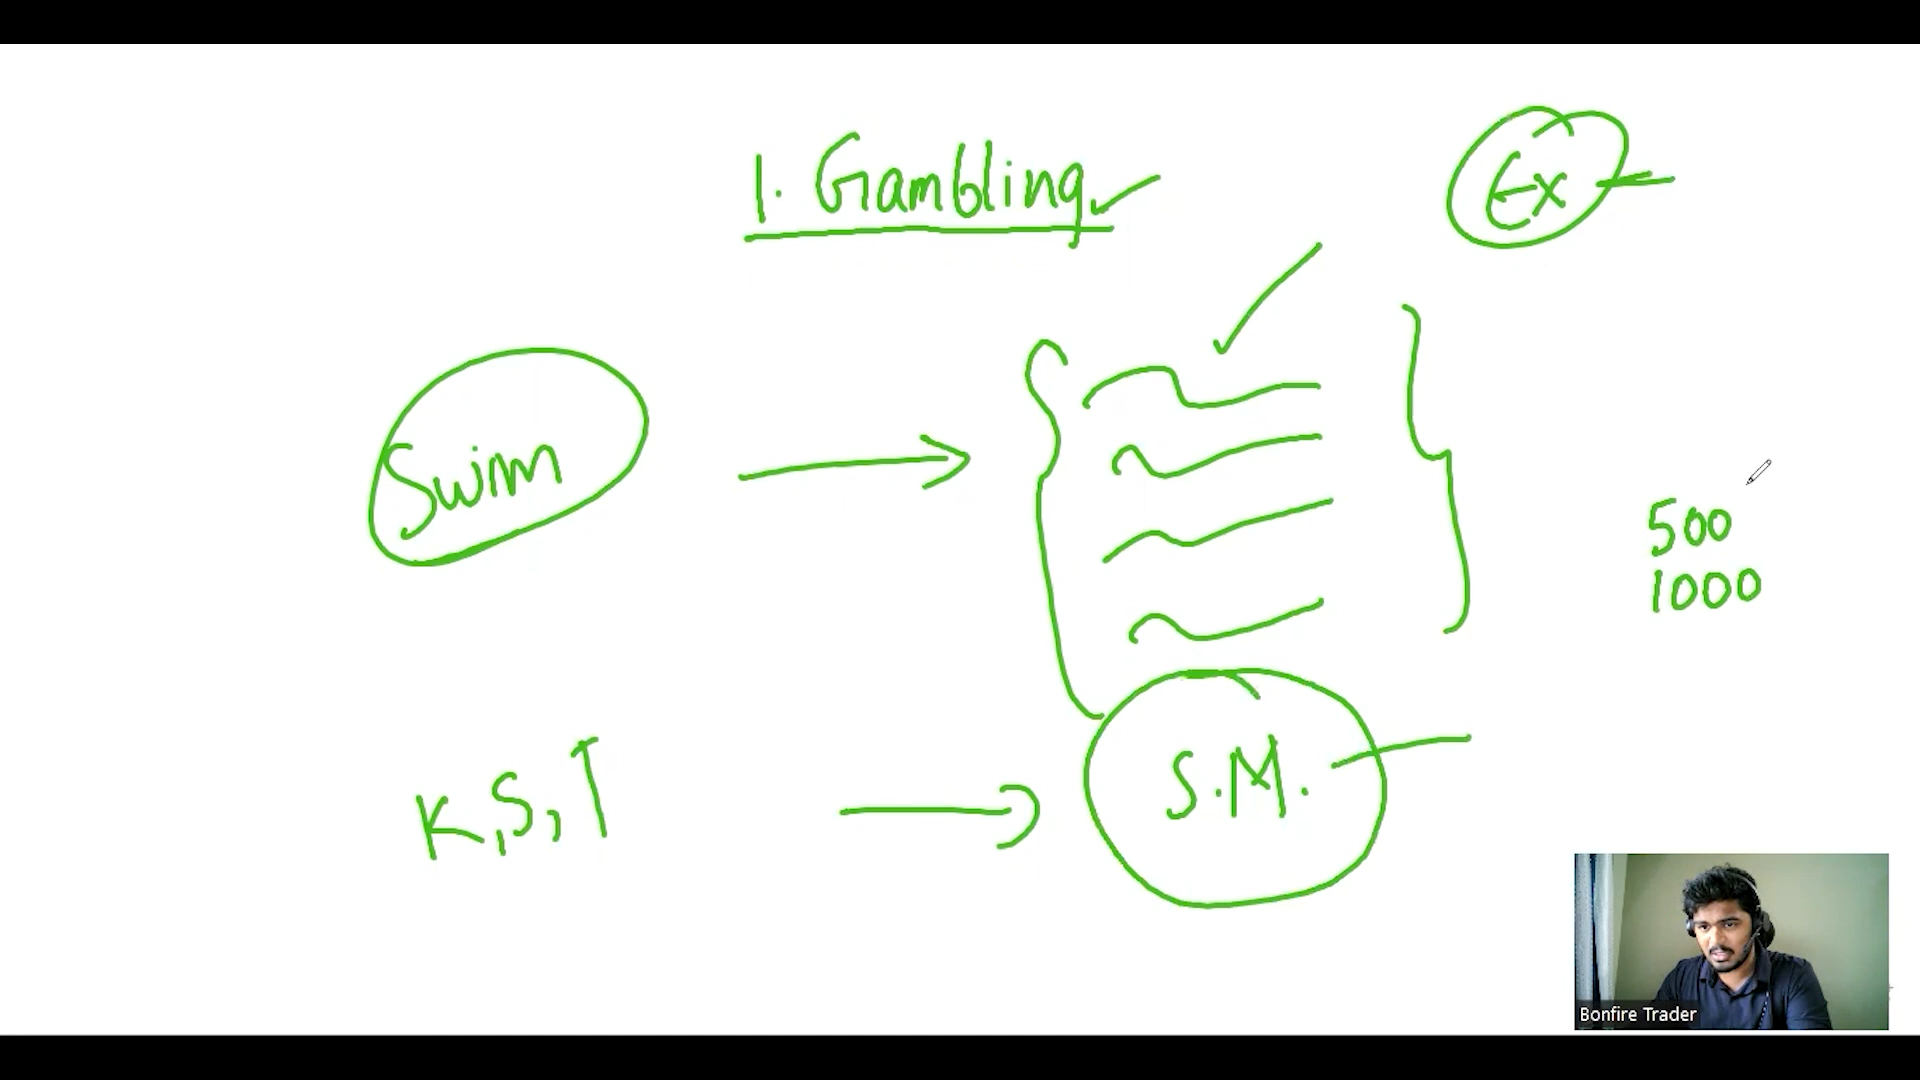 1. Gambling
Ex
Swim
500
1000
K, S, T
S.M.
Bonfire Trader